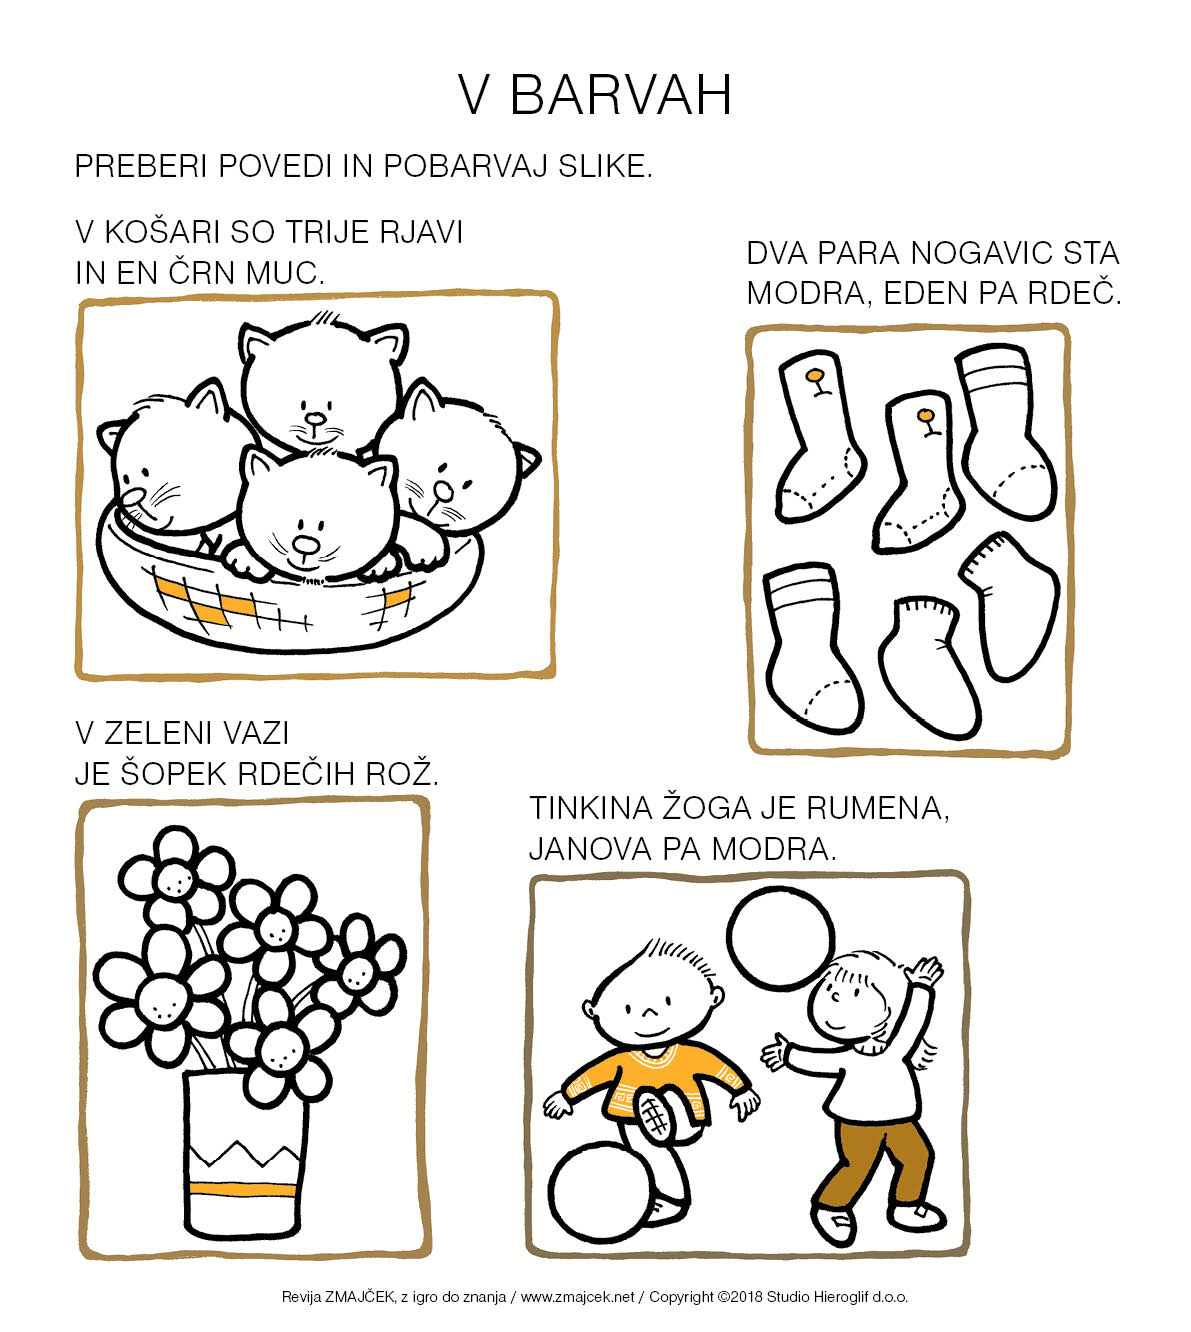 V BARVAH
PREBERI POVEDI IN POBARVAJ SLIKE.
V KOŠARI SO TRIJE RJAVI
IN EN ČRN MUC.
DVA PARA NOGAVIC STA
MODRA, EDEN PA RDEČ.
V ZELENI VAZI
JE ŠOPEK RDEČIH ROŽ.
TINKINA ŽOGA JE RUMENA,
JANOVA PA MODRA.
Revija ZMAJČEK, z igro do znanja / www.zmajcek.net / Copyright ©2018 Studio Hieroglif d.o.o.